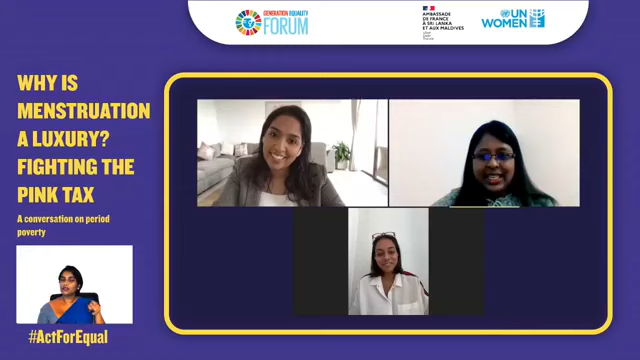 GENERATION EQUALITY
FORUM
AMBASSADE
DE FRANCE
À SRI LANKA
ET AUX MALDIVES
UN
WOMEN
WHY IS
MENSTRUATION
A LUXURY?
FIGHTING THE
PINK TAX
A conversation on period
poverty
#ActForEqual